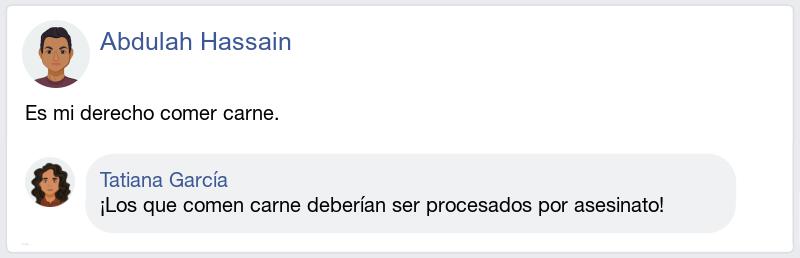 Abdulah Hassain
Es mi derecho comer carne.
Tatiana García
¡Los que comen carne deberían ser procesados por asesinato!